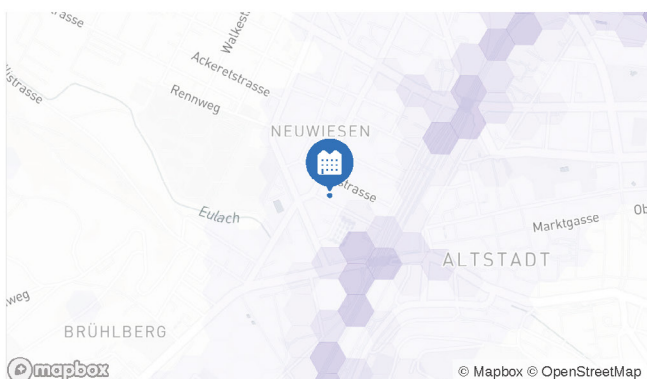 Walkest
Ackeretstrasse
Rennweg
strasse
NEUWIESEN
strasse
Eulach
Ob
Marktgasse
ALTSTADT
weg
BRÜHLBERG
mapbox
© Mapbox © OpenStreetMap